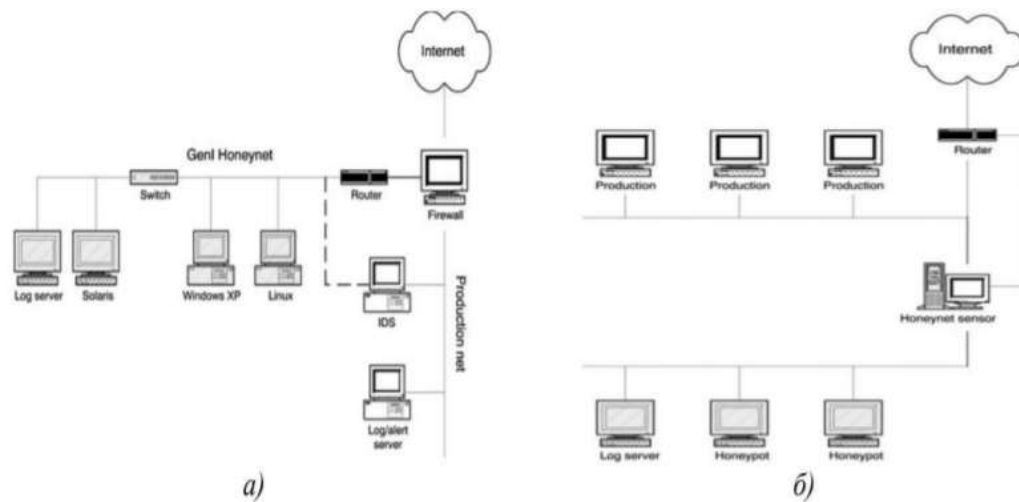 Internet
GenI Honeynet
Switch
Router
Firewall
Log server
Solaris
Windows XP
Linux
IDS
Production net
Log/alert
server
а)
Internet
Router
Production
Production
Production
Honeynet sensor
Log server
Honeypot
Honeypot
б)